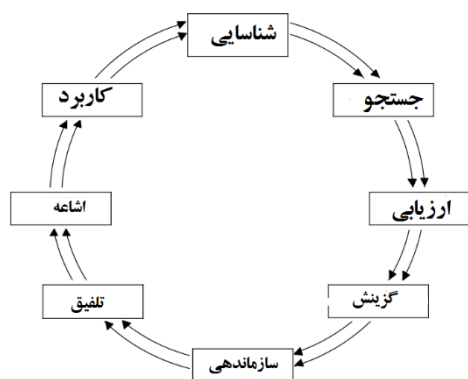 شناسایی
جستجو
ارزیابی
گزینش
سازماندهی
تلفیق
اشاعه
کاربرد